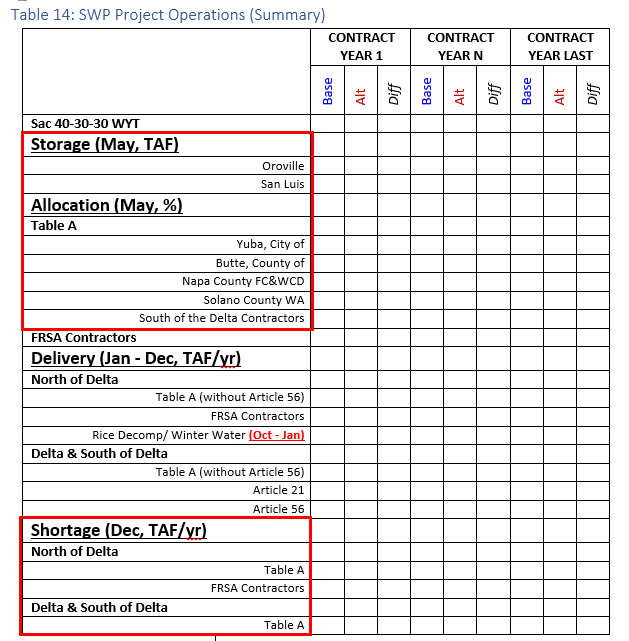 Table 14: SWP Project Operations (Summary)
CONTRACT YEAR 1
CONTRACT YEAR N
CONTRACT YEAR LAST
Base Alt Diff Base Alt Diff Base Alt Diff
Sac 40-30-30 WYT
Storage (May, TAF)
Oroville
San Luis
Allocation (May, %)
Table A
Yuba, City of
Butte, County of
Napa County FC&WCD
Solano County WA
South of the Delta Contractors
FRSA Contractors
Delivery (Jan - Dec, TAF/yr)
North of Delta
Table A (without Article 56)
FRSA Contractors
Rice Decomp/ Winter Water (Oct - Jan)
Delta & South of Delta
Table A (without Article 56)
Article 21
Article 56
Shortage (Dec, TAF/yr)
North of Delta
Table A
FRSA Contractors
Delta & South of Delta
Table A